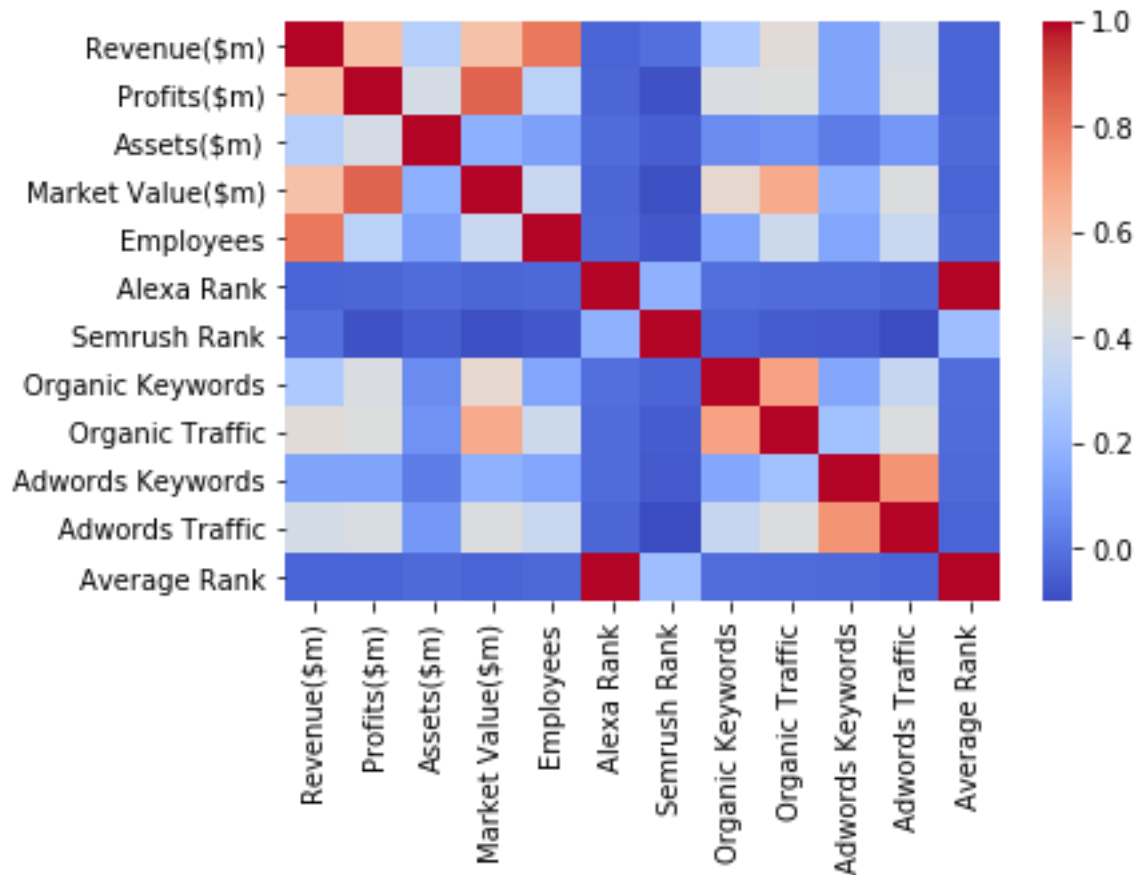 Revenue($m)
Profits($m)
Assets($m)
Market Value($m)
Employees
Alexa Rank
Semrush Rank
Organic Keywords
Organic Traffic
Adwords Keywords
Adwords Traffic
Average Rank
Revenue($m)
Profits($m)
Assets($m)
Market Value($m)
Employees
Alexa Rank
Semrush Rank
Organic Keywords
Organic Traffic
Adwords Keywords
Adwords Traffic
Average Rank
1.0
0.8
0.6
0.4
0.2
0.0